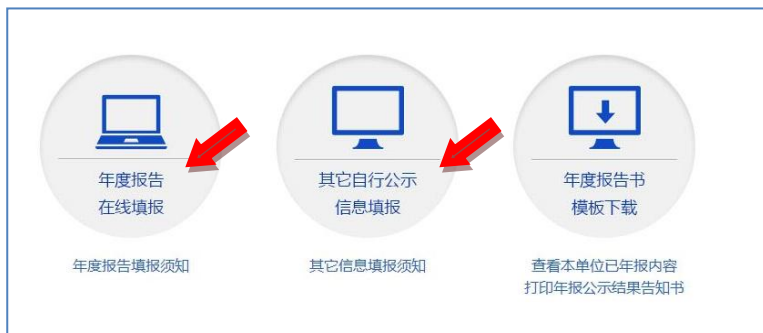 年度报告
在线填报
其它自行公示
信息填报
年度报告书
模板下载
年度报告填报须知
其它信息填报须知
查看本单位已年报内容
打印年报公示结果告知书